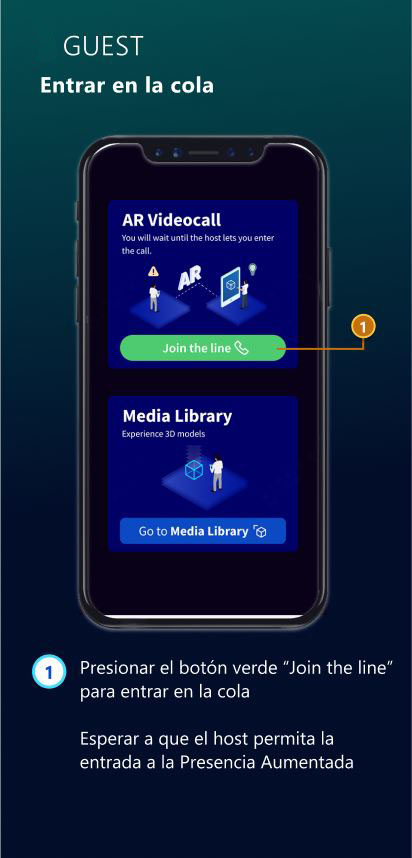 GUEST
Entrar en la cola
AR Videocall
You will wait until the host lets you enter
the call.
AR
Join the line
1
Media Library
Experience 3D models
Go to Media Library
1
Presionar el botón verde “Join the line”
para entrar en la cola
Esperar a que el host permita la
entrada a la Presencia Aumentada